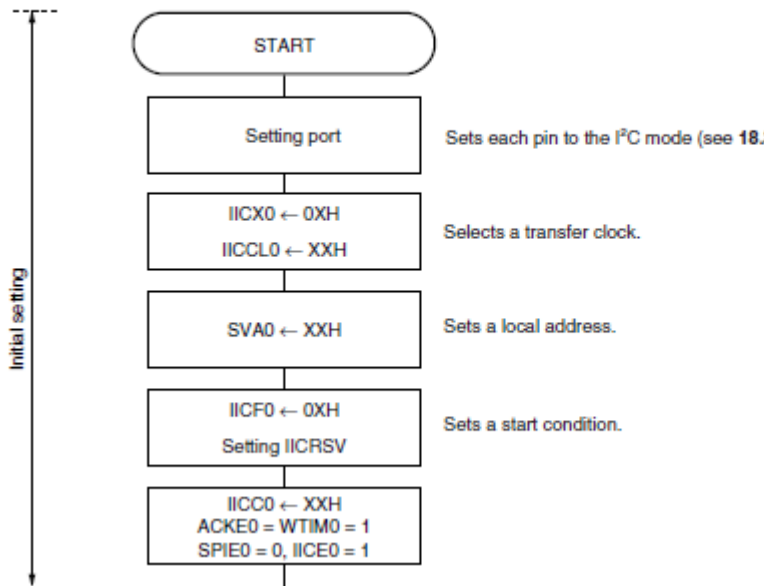 START
Setting port
Sets each pin to the I²C mode (see 18.
IICX0 ← 0XH
IICCL0 ← XXH
Selects a transfer clock.
SVA0 ← XXH
Sets a local address.
IICF0 ← 0XH
Setting IICRSV
Sets a start condition.
IICC0 ← XXH
ACKE0 = WTIM0 = 1
SPIE0 = 0, IICE0 = 1
Initial setting